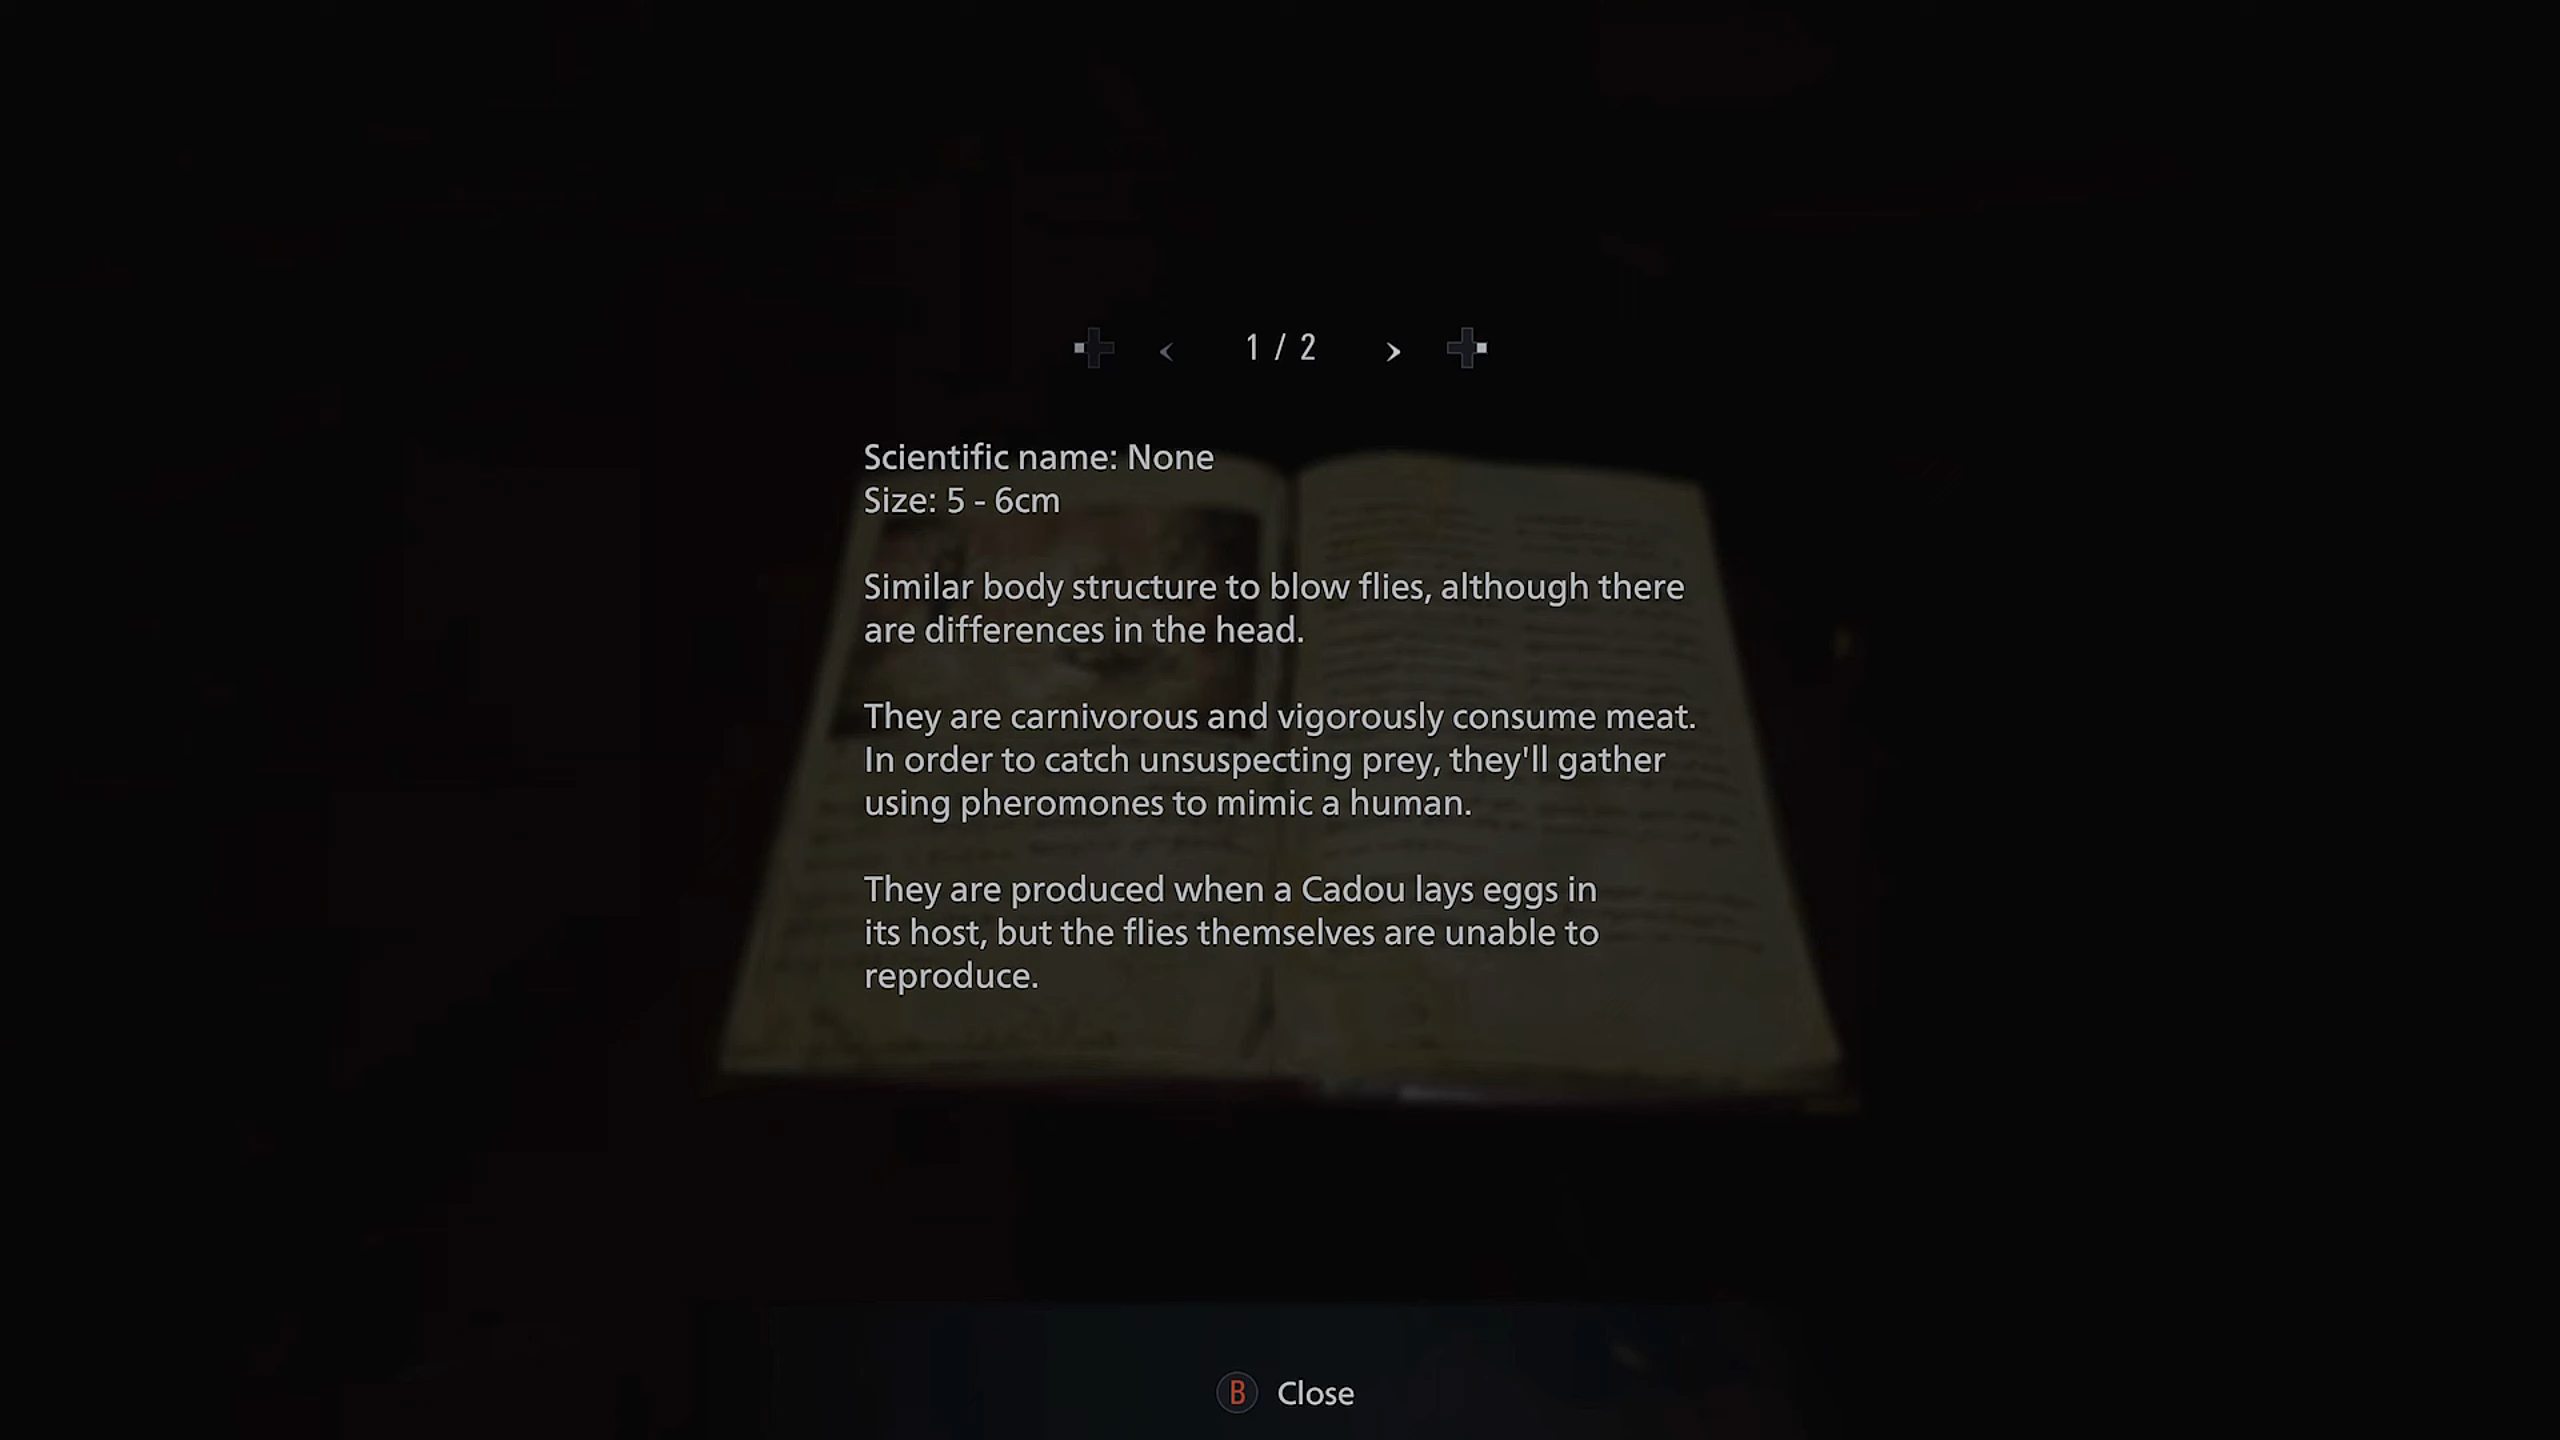 1 / 2
Scientific name: None
Size: 5 - 6cm
Similar body structure to blow flies, although there
are differences in the head.
They are carnivorous and vigorously consume meat.
In order to catch unsuspecting prey, they'll gather
using pheromones to mimic a human.
They are produced when a Cadou lays eggs in
its host, but the flies themselves are unable to
reproduce.
B Close